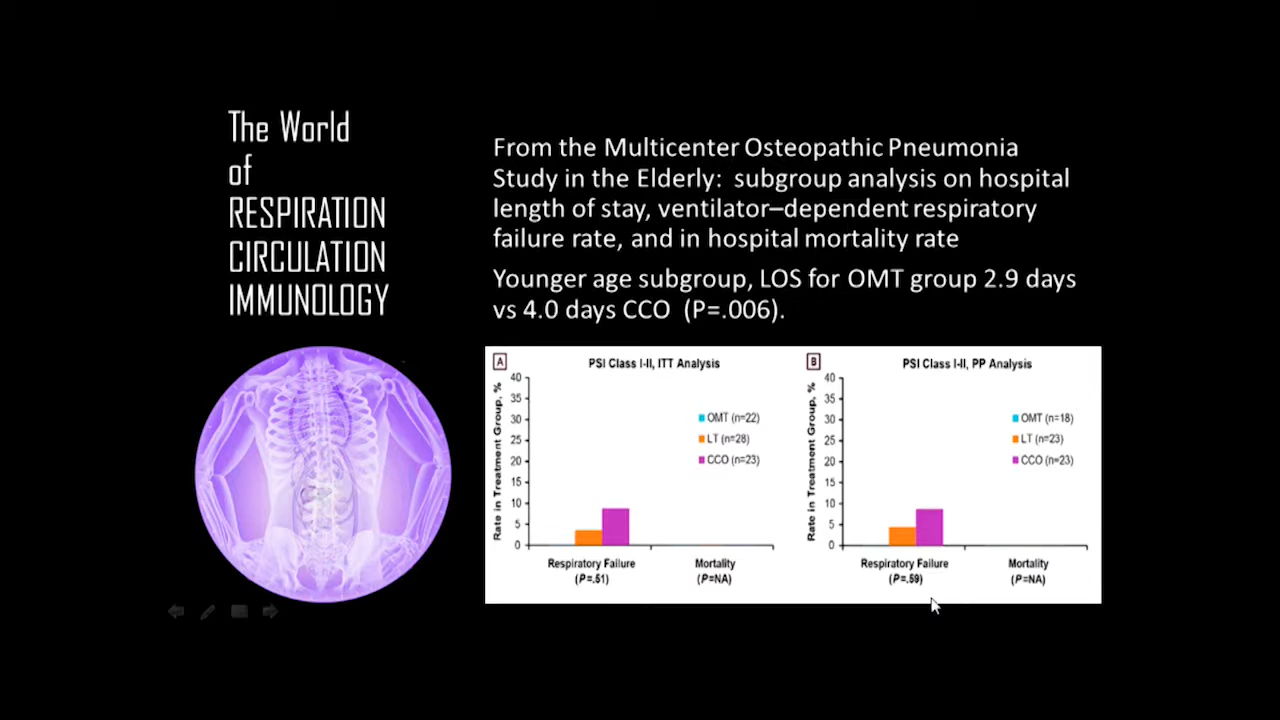 The World
of
RESPIRATION
CIRCULATION
IMMUNOLOGY
From the Multicenter Osteopathic Pneumonia
Study in the Elderly: subgroup analysis on hospital
length of stay, ventilator–dependent respiratory
failure rate, and in hospital mortality rate
Younger age subgroup, LOS for OMT group 2.9 days
vs 4.0 days CCO (P=.006).
A
PSI Class I-II, ITT Analysis
Rate in Treatment Group, %
40
35
30
25
20
15
10
5
0
OMT (n=22)
LT (n=28)
CCO (n=23)
Respiratory Failure
(P=.51)
Mortality
(P=NA)
B
PSI Class I-II, PP Analysis
Rate in Treatment Group, %
40
35
30
25
20
15
10
5
0
OMT (n=18)
LT (n=23)
CCO (n=23)
Respiratory Failure
(P=.59)
Mortality
(P=NA)